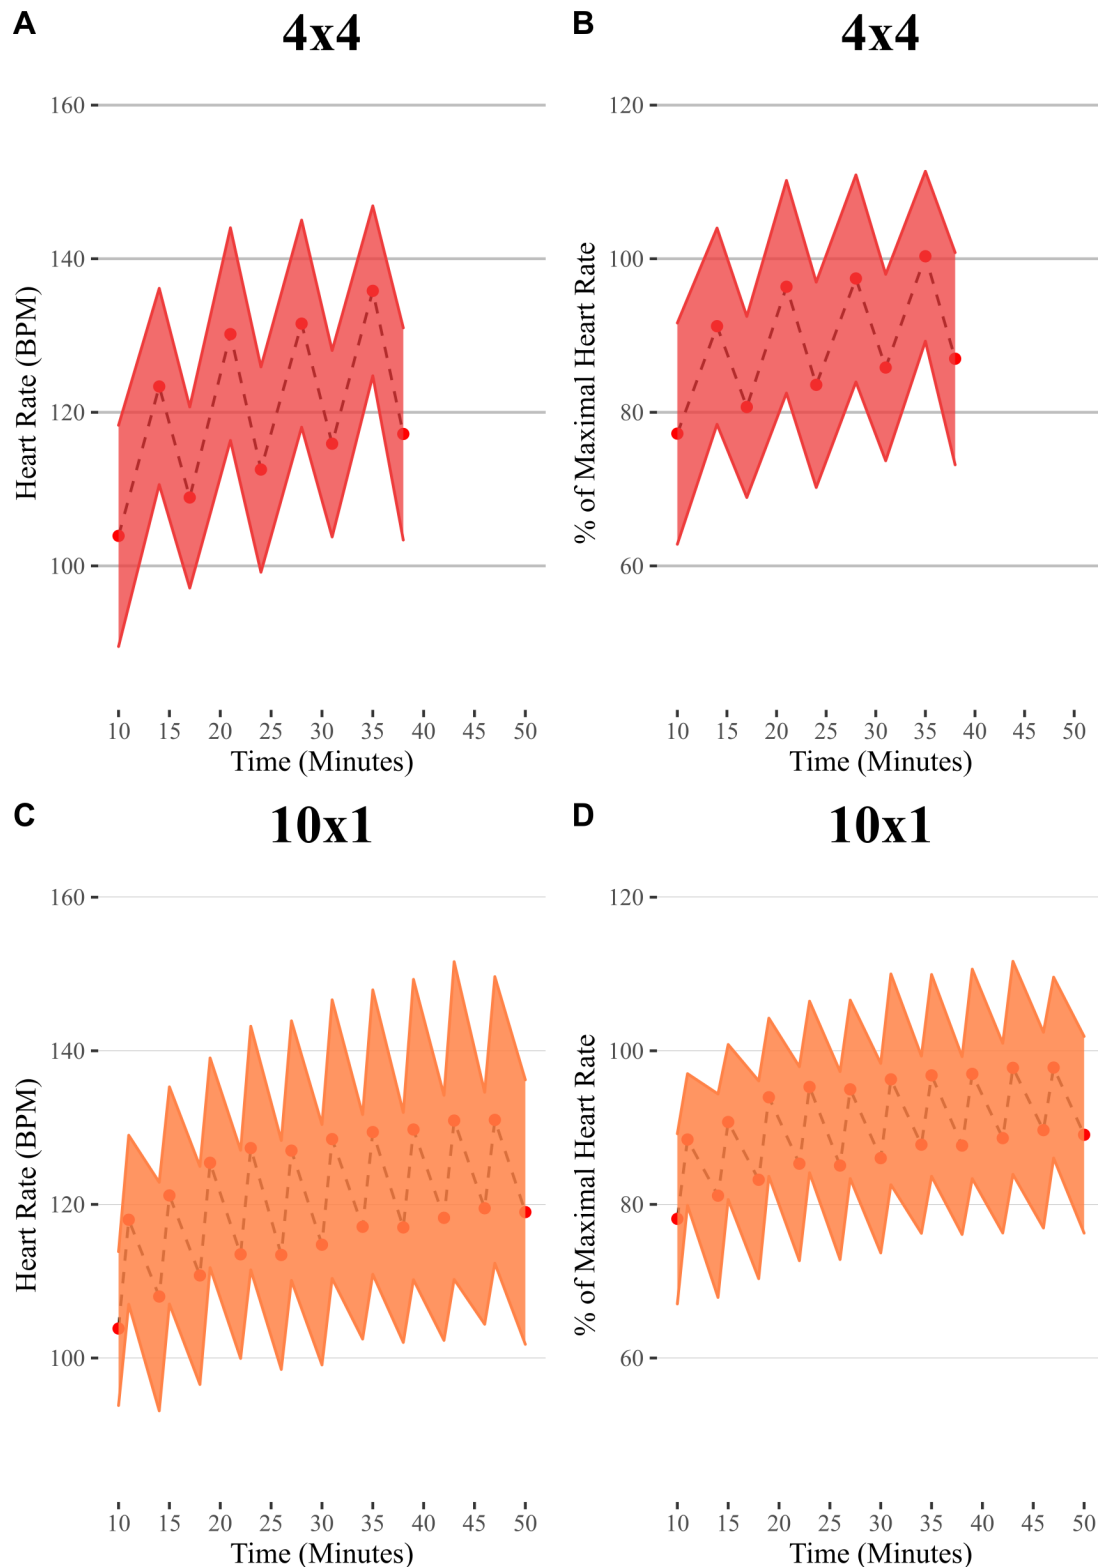 A
4x4
160
140
120
100
Heart Rate (BPM)
10 15 20 25 30 35 40 45 50
Time (Minutes)
B
4x4
120
100
80
60
% of Maximal Heart Rate
10 15 20 25 30 35 40 45 50
Time (Minutes)
C
10x1
160
140
120
100
Heart Rate (BPM)
10 15 20 25 30 35 40 45 50
Time (Minutes)
D
10x1
120
100
80
60
% of Maximal Heart Rate
10 15 20 25 30 35 40 45 50
Time (Minutes)